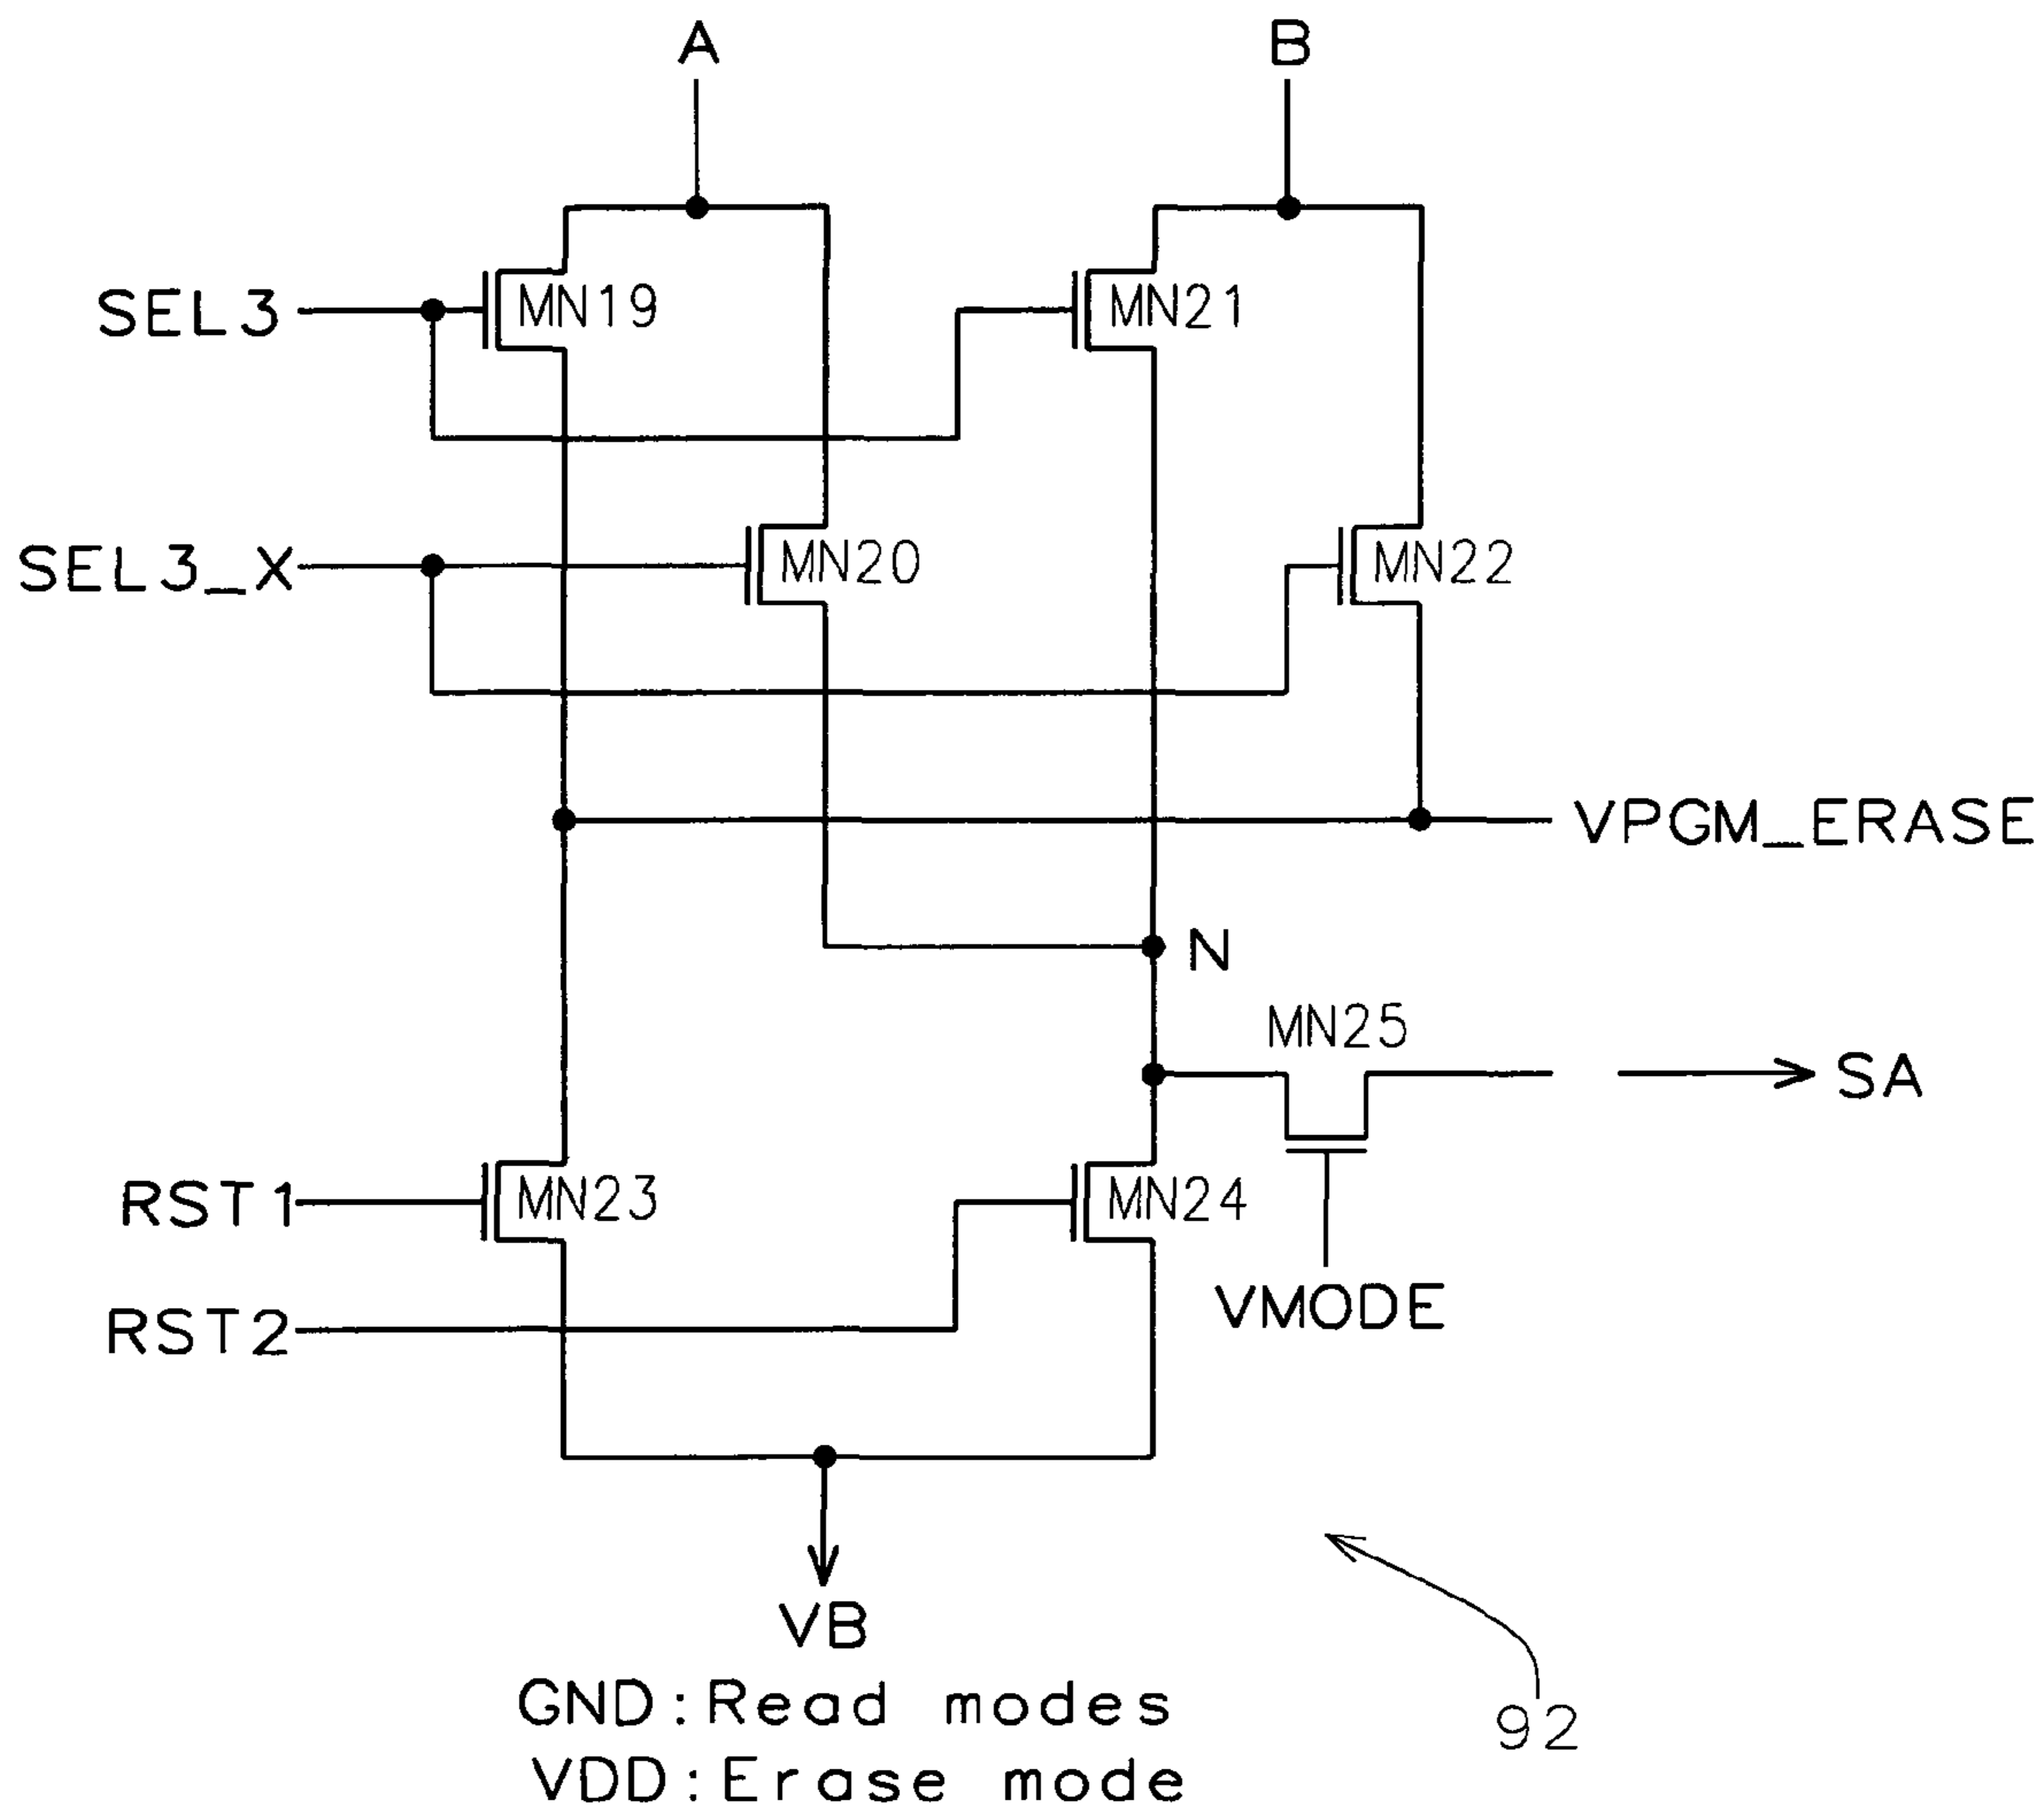 A
B
SEL3
MN19
MN21
SEL3_X
MN20
MN22
VPGM_ERASE
N
MN25
SA
RST1
MN23
MN24
RST2
VMODE
VB
GND:Read modes
VDD:Erase mode
92